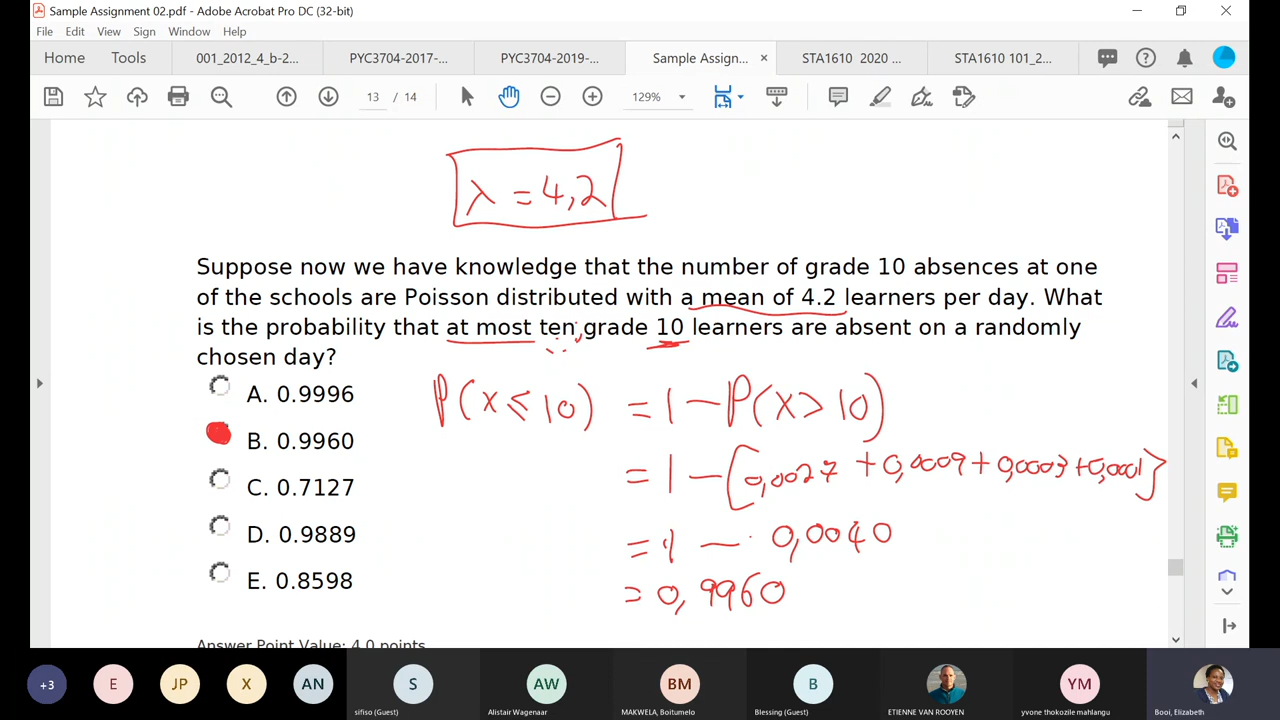 Sample Assignment 02.pdf - Adobe Acrobat Pro DC (32-bit)
File Edit View Sign Window Help
Home Tools 001_2012_4_b-2... PYC3704-2017-... PYC3704-2019-... Sample Assign... × STA1610 2020 ... STA1610 101_2...
13 / 14 129%
λ = 4,2
Suppose now we have knowledge that the number of grade 10 absences at one
of the schools are Poisson distributed with a mean of 4.2 learners per day. What
is the probability that at most ten grade 10 learners are absent on a randomly
chosen day?
A. 0.9996
B. 0.9960
C. 0.7127
D. 0.9889
E. 0.8598
P(X ≤ 10) = 1 - P(X > 10)
= 1 - [0,0027 + 0,0009 + 0,0003 + 0,0001]
= 1 - 0,0040
= 0,9960
Answer Point Value: 4.0 points
+3 E JP X AN S AW BM B YM
sifiso (Guest) Alistair Wagenaar MAKWELA, Boitumelo Blessing (Guest) ETIENNE VAN ROOYEN yvone thokozile mahlangu Booi, Elizabeth